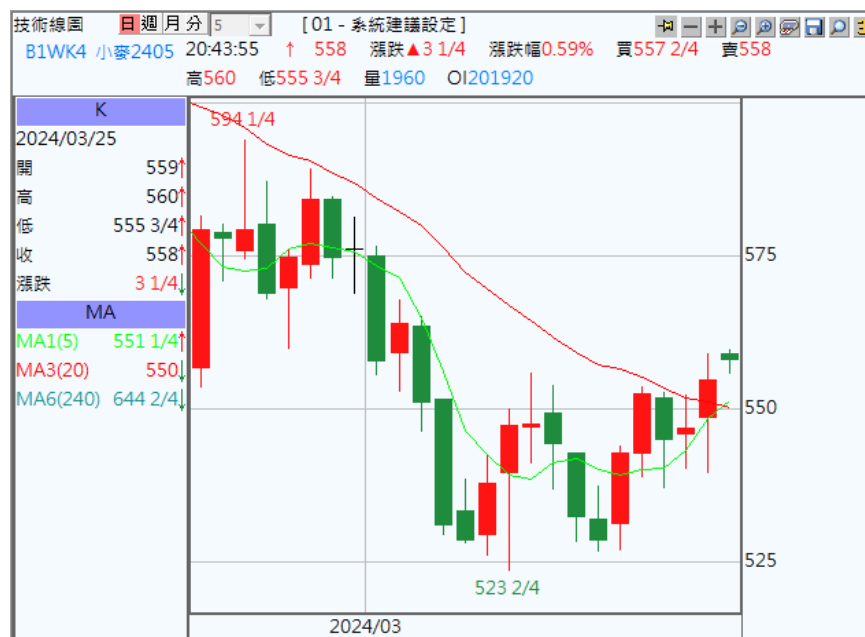 技術線圖 日 週 月 分 5 [ 01 - 系統建議設定 ]
B1WK4 小麥2405 20:43:55 ↑ 558 漲跌▲3 1/4 漲跌幅0.59% 買557 2/4 賣558
高560 低555 3/4 量1960 OI201920
K
2024/03/25
開 559↑
高 560↑
低 555 3/4↑
收 558↑
漲跌 3 1/4↓
MA
MA1(5) 551 1/4↑
MA3(20) 550↓
MA6(240) 644 2/4↓
594 1/4
575
550
525
523 2/4
2024/03